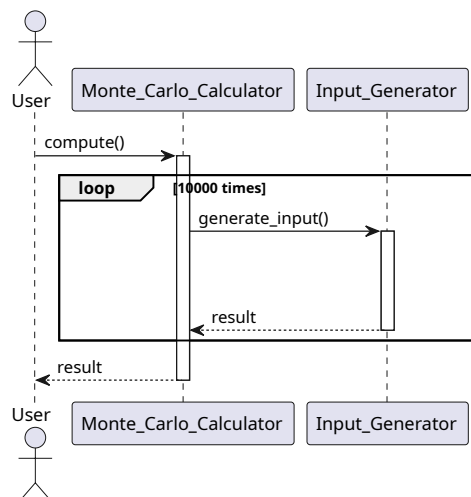 User
Monte_Carlo_Calculator
Input_Generator
compute()
loop
[10000 times]
generate_input()
result
result
User
Monte_Carlo_Calculator
Input_Generator